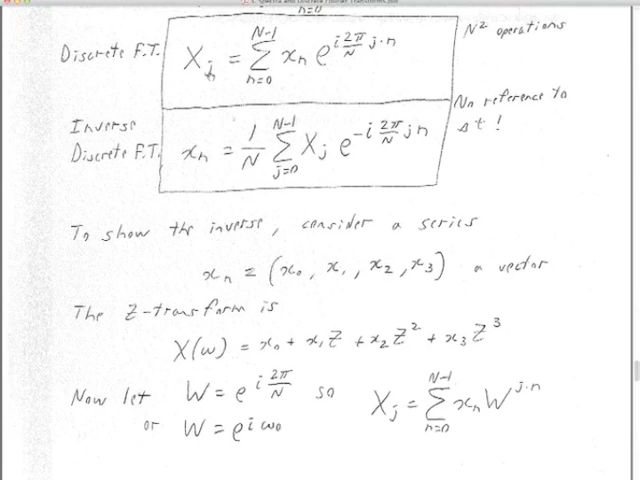 n=0
Discrete F.T. X_j = Σ_{n=0}^{N-1} x_n e^{i 2π/N j·n} N² operations
Inverse Discrete F.T. x_n = 1/N Σ_{j=0}^{N-1} X_j e^{-i 2π/N jn} No reference to Δt!
To show the inverse, consider a series
x_n = (x_0, x_1, x_2, x_3) a vector
The Z-transform is
X(w) = x_0 + x_1 Z + x_2 Z² + x_3 Z³
Now let W = e^{i 2π/N} so X_j = Σ_{n=0}^{N-1} x_n W^{j·n}
or W = e^{iω_0}